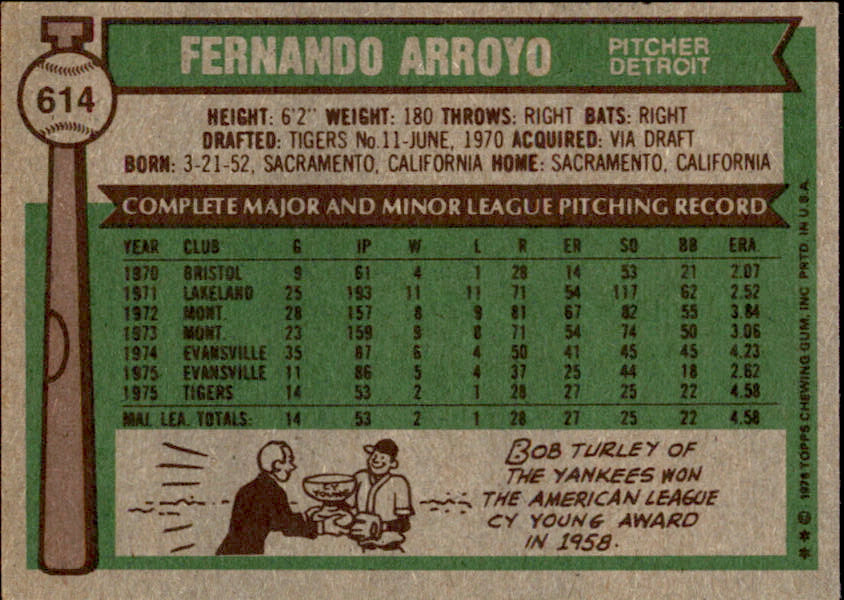 614
FERNANDO ARROYO
PITCHER
DETROIT
HEIGHT: 6'2" WEIGHT: 180 THROWS: RIGHT BATS: RIGHT
DRAFTED: TIGERS No.11-JUNE, 1970 ACQUIRED: VIA DRAFT
BORN: 3-21-52, SACRAMENTO, CALIFORNIA HOME: SACRAMENTO, CALIFORNIA
COMPLETE MAJOR AND MINOR LEAGUE PITCHING RECORD
YEAR CLUB G IP W L R ER SO BB ERA
1970 BRISTOL 9 61 4 1 28 14 53 21 2.07
1971 LAKELAND 25 193 11 11 71 54 117 62 2.52
1972 MONT. 28 157 8 9 81 67 82 55 3.84
1973 MONT. 23 159 9 8 71 54 74 50 3.06
1974 EVANSVILLE 35 87 6 4 50 41 45 45 4.23
1975 EVANSVILLE 11 86 5 4 37 25 44 18 2.62
1975 TIGERS 14 53 2 1 28 27 25 22 4.58
MAJ. LEA. TOTALS: 14 53 2 1 28 27 25 22 4.58
CY
YOUNG
BOB TURLEY OF
THE YANKEES WON
THE AMERICAN LEAGUE
CY YOUNG AWARD
IN 1958.
** © 1976 TOPPS CHEWING GUM, INC. PRTD. IN U.S.A.